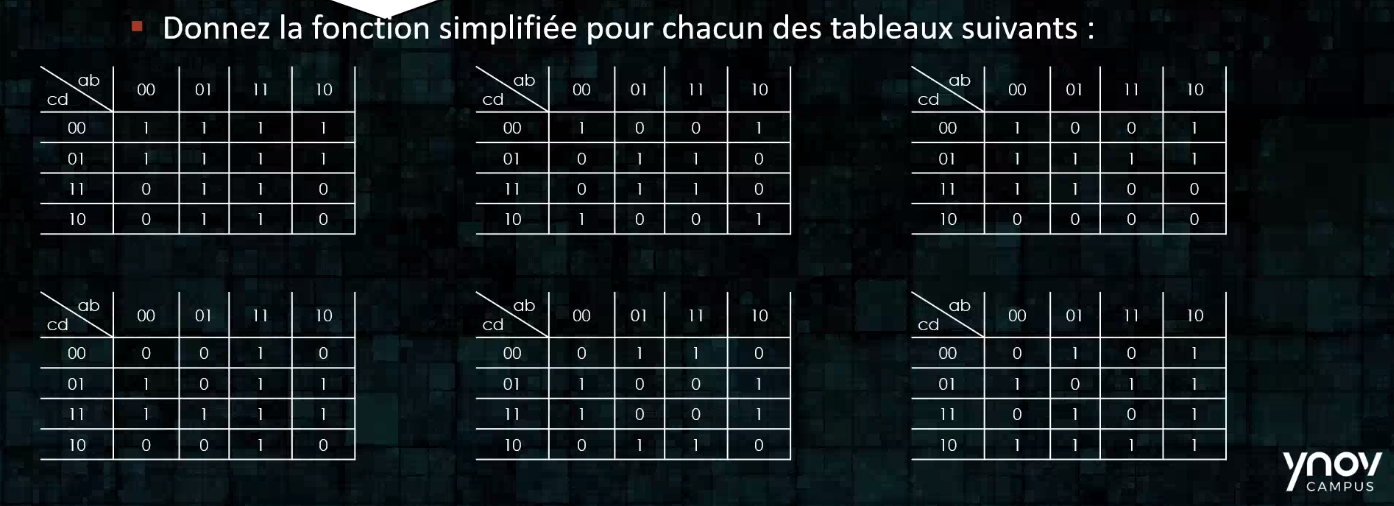 Donnez la fonction simplifiée pour chacun des tableaux suivants :
ab
cd 00 01 11 10
00 1 1 1 1
01 1 1 1 1
11 0 1 1 0
10 0 1 1 0
ab
cd 00 01 11 10
00 1 0 0 1
01 0 1 1 0
11 0 1 1 0
10 1 0 0 1
ab
cd 00 01 11 10
00 1 0 0 1
01 1 1 1 1
11 1 1 0 0
10 0 0 0 0
ab
cd 00 01 11 10
00 0 0 1 0
01 1 0 1 1
11 1 1 1 1
10 0 0 1 0
ab
cd 00 01 11 10
00 0 1 1 0
01 1 0 0 1
11 1 0 0 1
10 0 1 1 0
ab
cd 00 01 11 10
00 0 1 0 1
01 1 0 1 1
11 0 1 0 1
10 1 1 1 1
ynov
CAMPUS